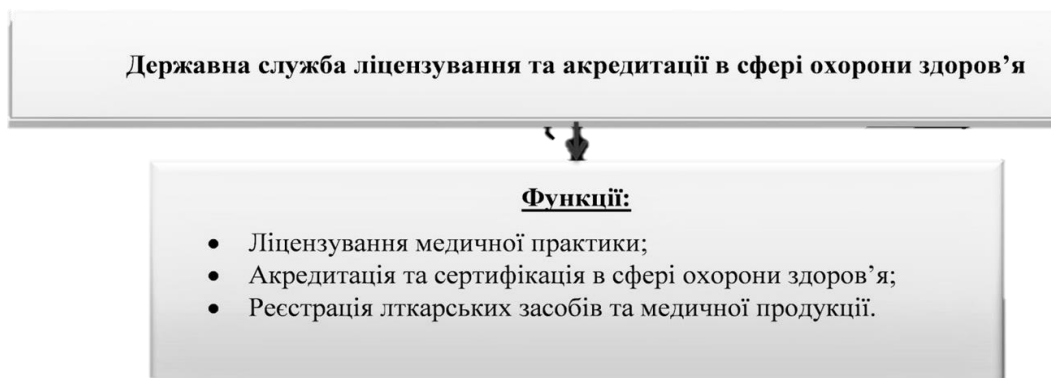 Державна служба ліцензування та акредитації в сфері охорони здоров’я
Функції:
• Ліцензування медичної практики;
• Акредитація та сертифікація в сфері охорони здоров’я;
• Реєстрація лткарських засобів та медичної продукції.